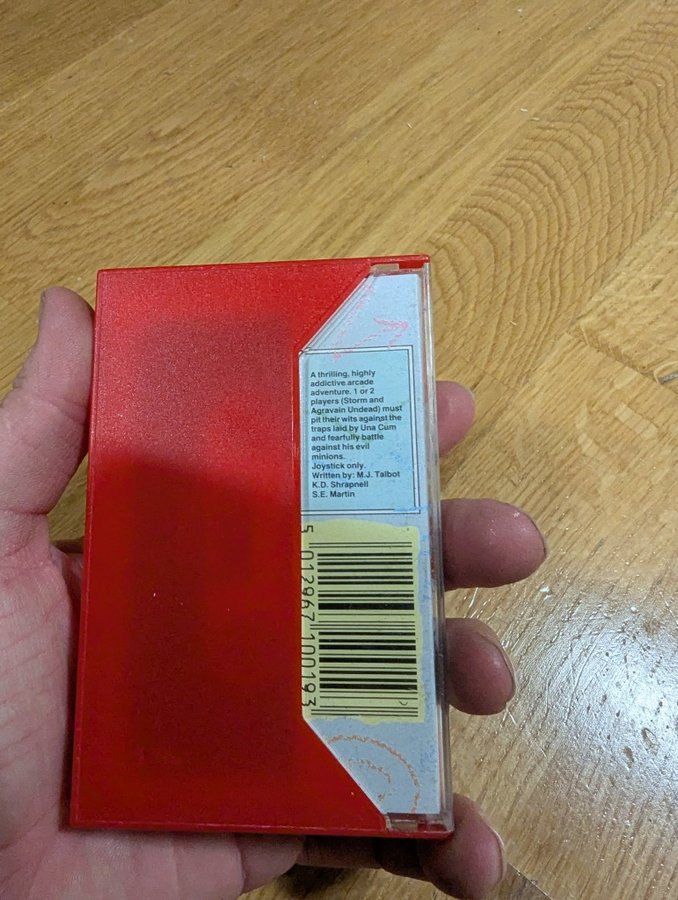 A thrilling, highly
addictive arcade
adventure. 1 or 2
players (Storm and
Agravain Undead) must
pit their wits against the
traps laid by Una Cum
and fearfully battle
against his evil
minions.
Joystick only.
Written by: M.J. Talbot
K.D. Shrapnell
S.E. Martin
5 012967 100193